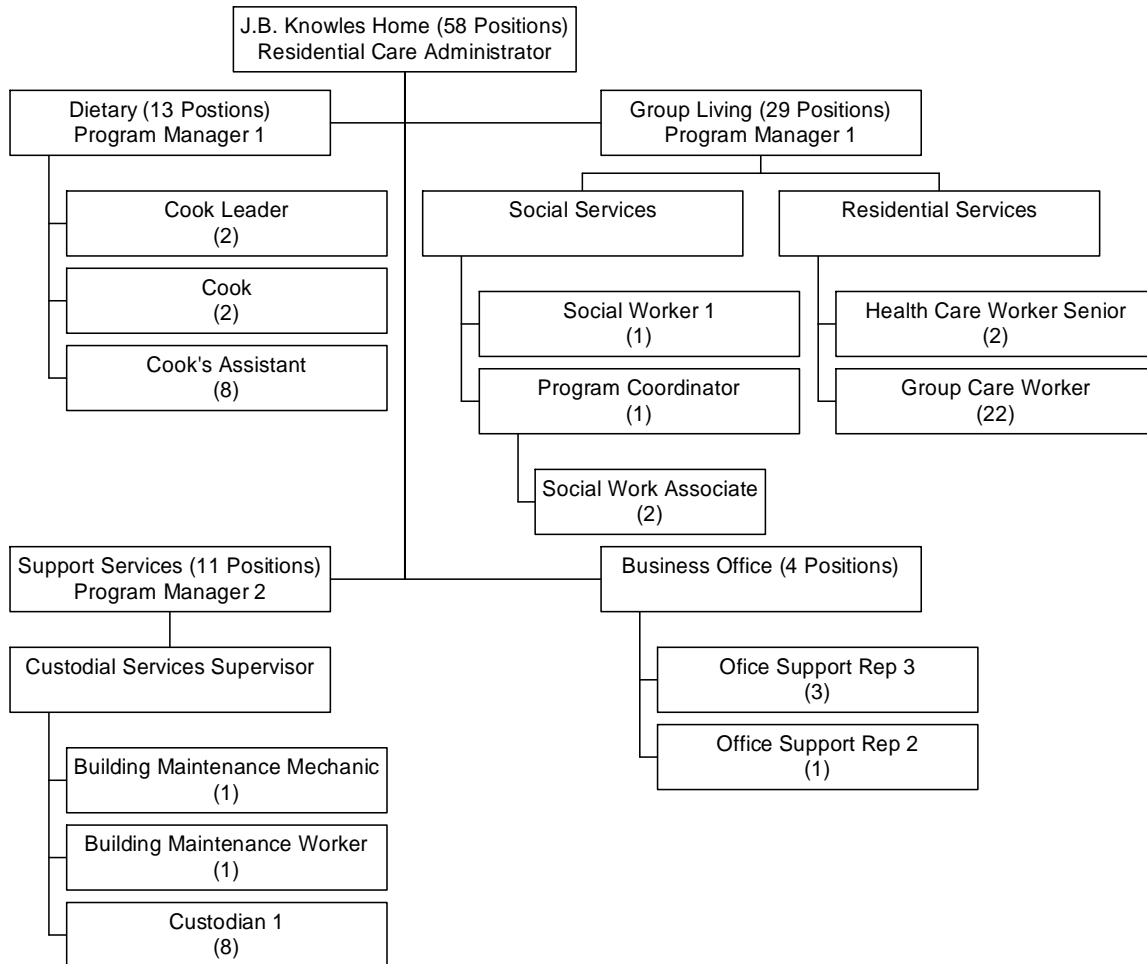 J.B. Knowles Home (58 Positions)
Residential Care Administrator
Dietary (13 Postions)
Program Manager 1
Cook Leader
(2)
Cook
(2)
Cook's Assistant
(8)
Group Living (29 Positions)
Program Manager 1
Social Services
Social Worker 1
(1)
Program Coordinator
(1)
Social Work Associate
(2)
Residential Services
Health Care Worker Senior
(2)
Group Care Worker
(22)
Support Services (11 Positions)
Program Manager 2
Custodial Services Supervisor
Building Maintenance Mechanic
(1)
Building Maintenance Worker
(1)
Custodian 1
(8)
Business Office (4 Positions)
Ofice Support Rep 3
(3)
Office Support Rep 2
(1)